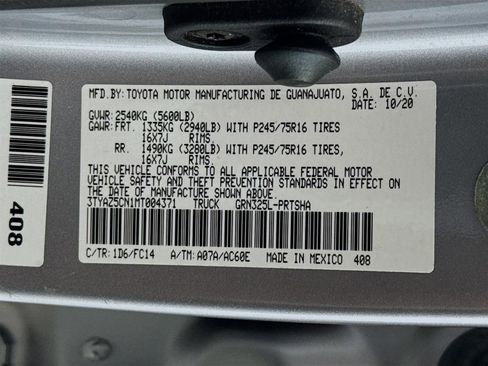 MFD.BY:TOYOTA MOTOR MANUFACTURING DE GUANAJUATO, S.A. DE C.V.
DATE: 10/20
GVWR:2540KG (5600LB)
GAWR:FRT. 1335KG (2940LB) WITH P245/75R16 TIRES
16X7J RIMS
RR. 1490KG (3280LB) WITH P245/75R16 TIRES,
16X7J RIMS.
THIS VEHICLE CONFORMS TO ALL APPLICABLE FEDERAL MOTOR
VEHICLE SAFETY AND THEFT PREVENTION STANDARDS IN EFFECT
ON THE DATE OF MANUFACTURE SHOWN ABOVE.
3TYAZ5CN1MT004371 TRUCK GRN325L-PRTSHA
C/TR:1D6/FC14 A/TM:A07A/AC60E MADE IN MEXICO 408
408